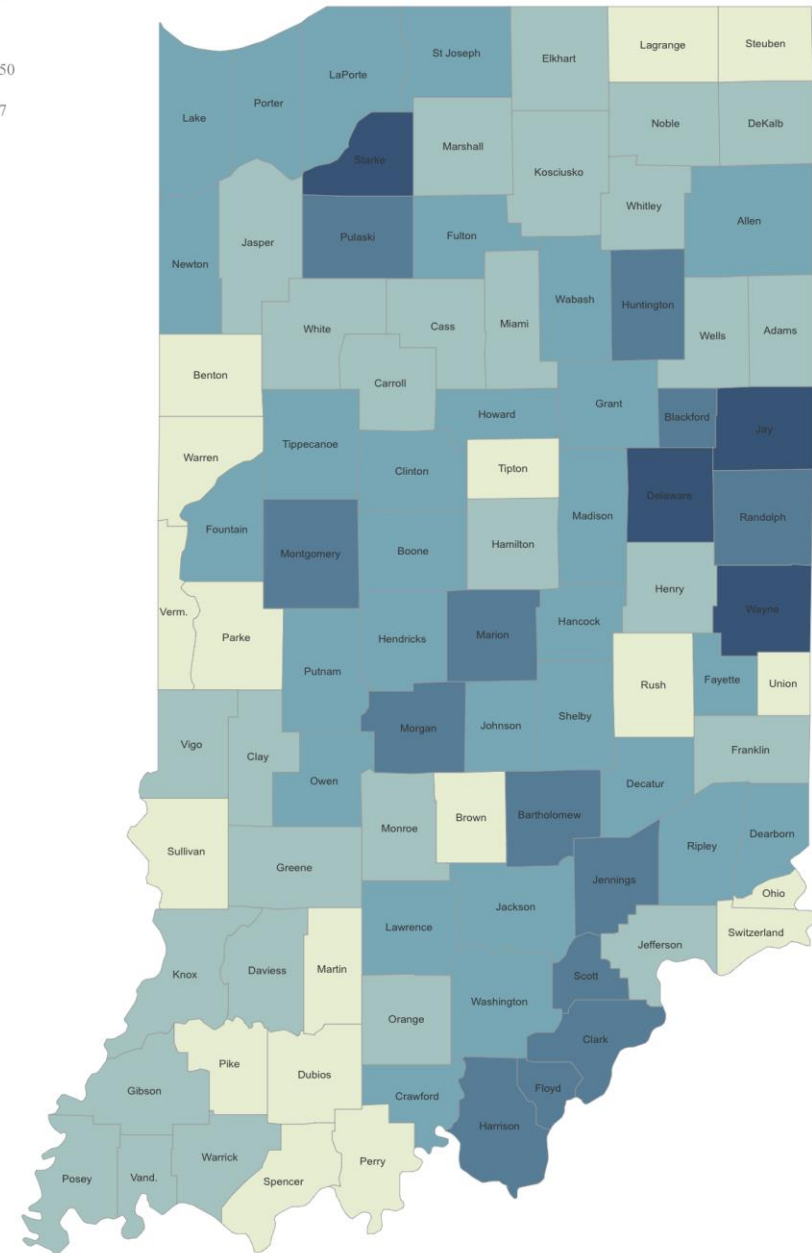 50
7
Lake
Porter
LaPorte
St Joseph
Elkhart
Lagrange
Steuben
Starke
Marshall
Kosciusko
Noble
DeKalb
Newton
Jasper
Pulaski
Fulton
Whitley
Allen
White
Cass
Miami
Wabash
Huntington
Wells
Adams
Benton
Carroll
Howard
Grant
Blackford
Jay
Warren
Tippecanoe
Clinton
Tipton
Fountain
Montgomery
Boone
Hamilton
Madison
Delaware
Randolph
Verm.
Parke
Putnam
Hendricks
Marion
Hancock
Henry
Wayne
Vigo
Clay
Owen
Morgan
Johnson
Shelby
Rush
Fayette
Union
Franklin
Sullivan
Greene
Monroe
Brown
Bartholomew
Decatur
Ripley
Dearborn
Jennings
Ohio
Knox
Daviess
Martin
Lawrence
Jackson
Jefferson
Switzerland
Scott
Orange
Washington
Clark
Gibson
Pike
Dubios
Crawford
Floyd
Harrison
Posey
Vand.
Warrick
Spencer
Perry